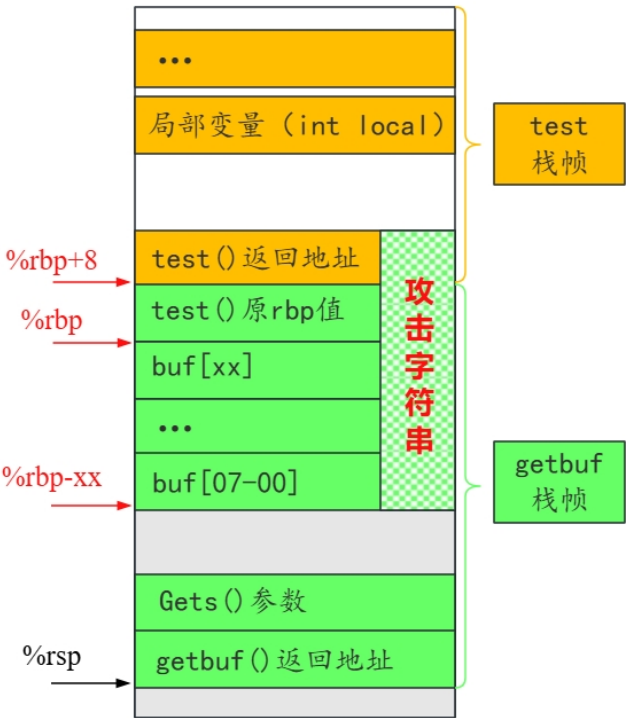 •••
局部变量（int local）
test
栈帧
%rbp+8
test()返回地址
%rbp
test()原rbp值
攻击字符串
buf[xx]
•••
%rbp-xx
buf[07-00]
getbuf
栈帧
Gets()参数
%rsp
getbuf()返回地址